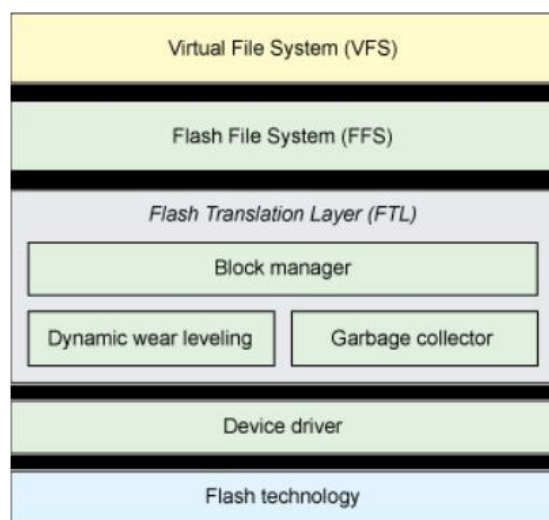 Virtual File System (VFS)
Flash File System (FFS)
Flash Translation Layer (FTL)
Block manager
Dynamic wear leveling
Garbage collector
Device driver
Flash technology